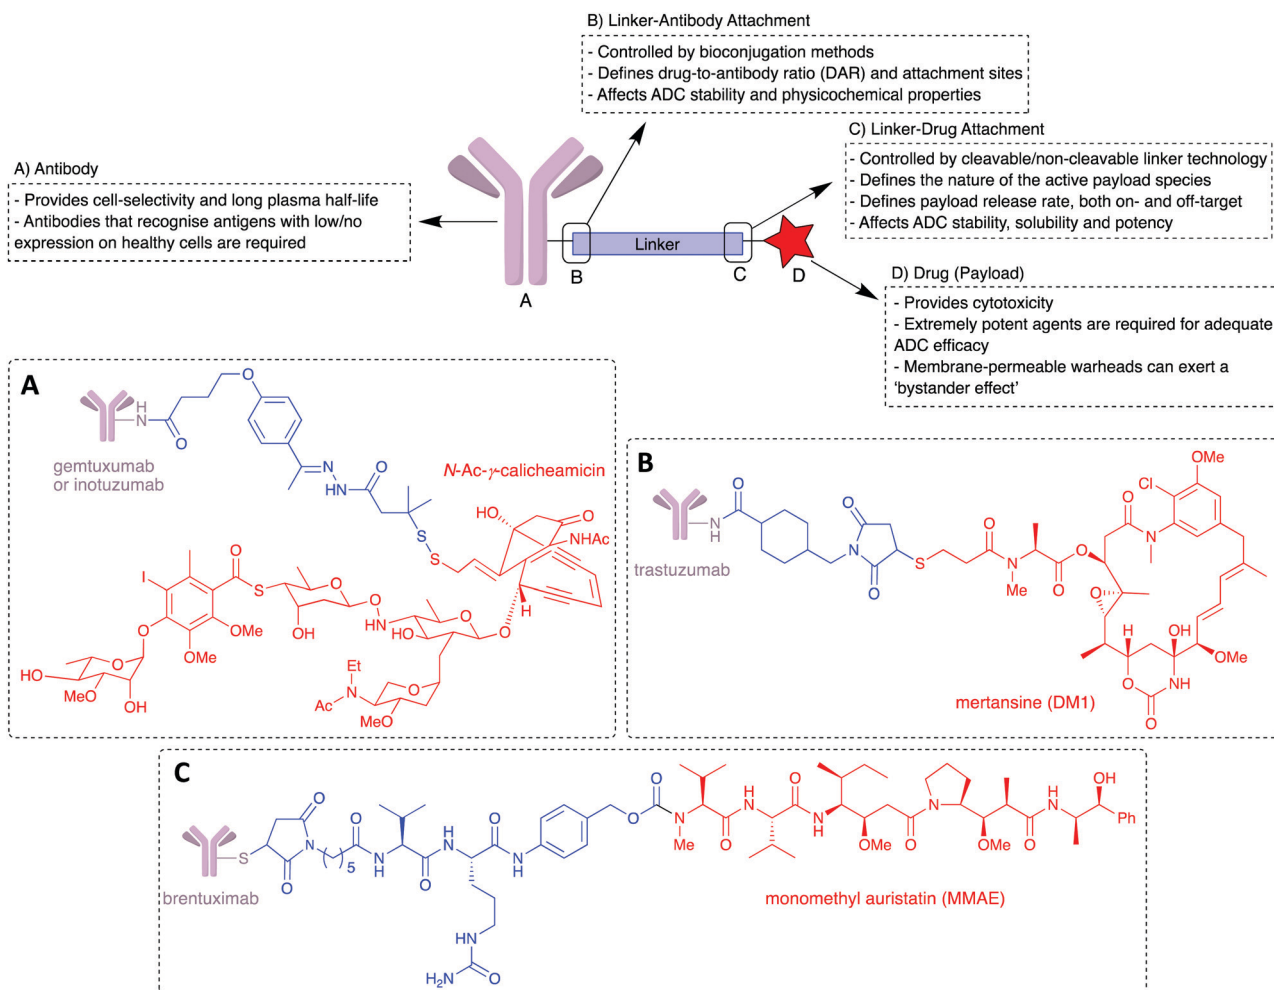 B) Linker-Antibody Attachment
- Controlled by bioconjugation methods
- Defines drug-to-antibody ratio (DAR) and attachment sites
- Affects ADC stability and physicochemical properties
C) Linker-Drug Attachment
- Controlled by cleavable/non-cleavable linker technology
- Defines the nature of the active payload species
- Defines payload release rate, both on- and off-target
- Affects ADC stability, solubility and potency
A) Antibody
- Provides cell-selectivity and long plasma half-life
- Antibodies that recognise antigens with low/no
expression on healthy cells are required
Linker
B
C
D
A
D) Drug (Payload)
- Provides cytotoxicity
- Extremely potent agents are required for adequate
ADC efficacy
- Membrane-permeable warheads can exert a
‘bystander effect’
A
O
H
N
O
gemtuxumab
or inotuzumab
N
NH
O
S
S
N-Ac-γ-calicheamicin
HO
O
NHAc
H
I
O
S
O
O
OH
HN
O
HO
O
O
O
OMe
OMe
O
HO
MeO
OH
Et
N
Ac
O
MeO
B
trastuzumab
N
H
O
N
O
O
S
O
N
Me
O
O
O
N
Cl
OMe
O
H
OH
OMe
O
NH
O
mertansine (DM1)
C
brentuximab
S
O
N
O
5
O
N
H
O
H
N
O
N
H
HN
H₂N
O
O
O
N
Me
O
H
N
O
N
H
OMe
O
N
OMe
O
H
N
OH
Ph
monomethyl auristatin (MMAE)